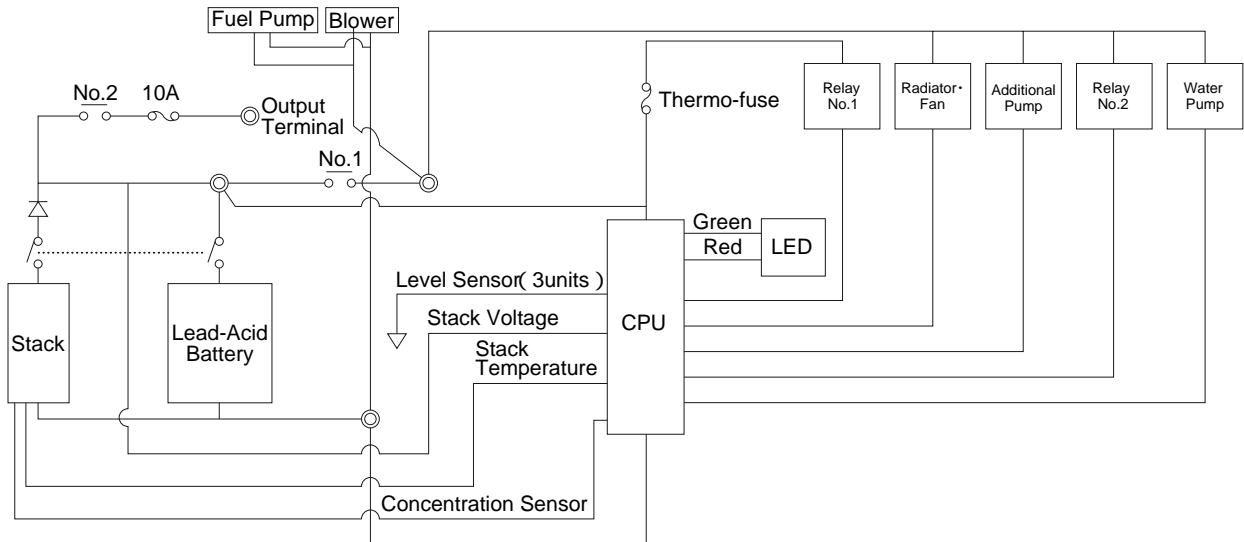 Fuel Pump
Blower
No.2
10A
Output
Terminal
Thermo-fuse
Relay
No.1
Radiator・
Fan
Additional
Pump
Relay
No.2
Water
Pump
No.1
Green
Red
LED
Level Sensor( 3units )
CPU
Stack Voltage
Stack
Lead-Acid
Battery
Stack
Temperature
Concentration Sensor